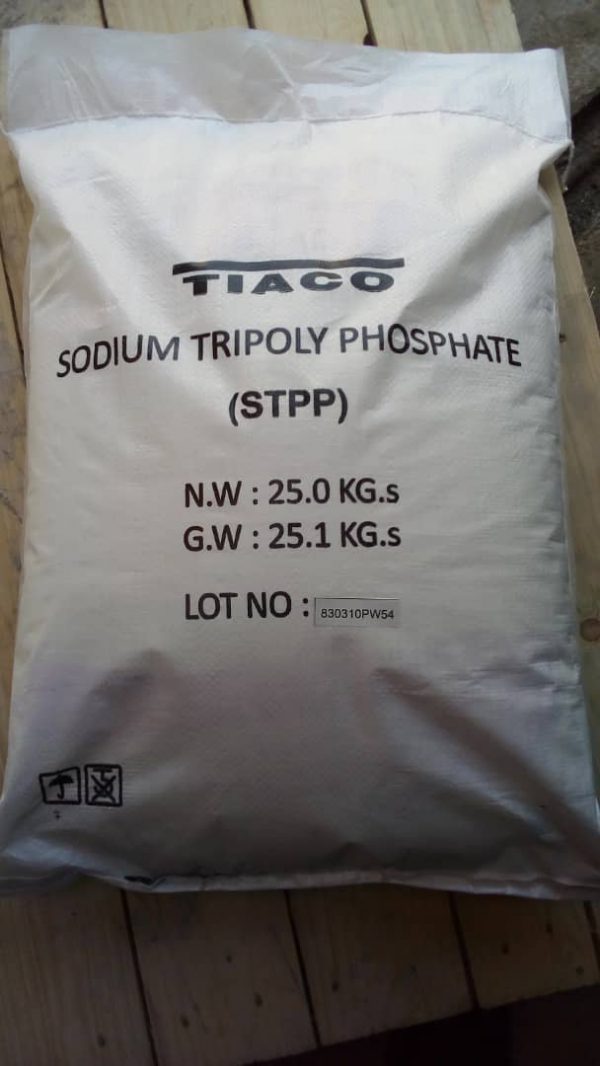 TIACO
SODIUM TRIPOLY PHOSPHATE
(STPP)
N.W : 25.0 KG.s
G.W : 25.1 KG.s
LOT NO : 830310PW54